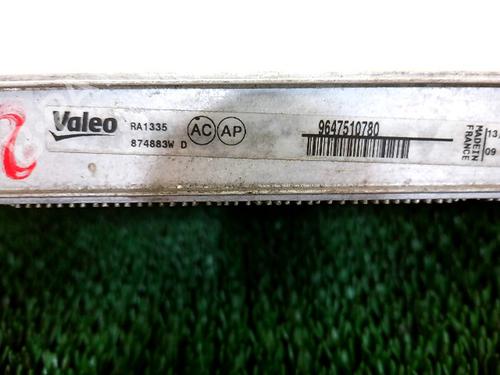 Valeo
RA1335
874883W D
AC AP
9647510780
MADE IN
FRANCE
13
09